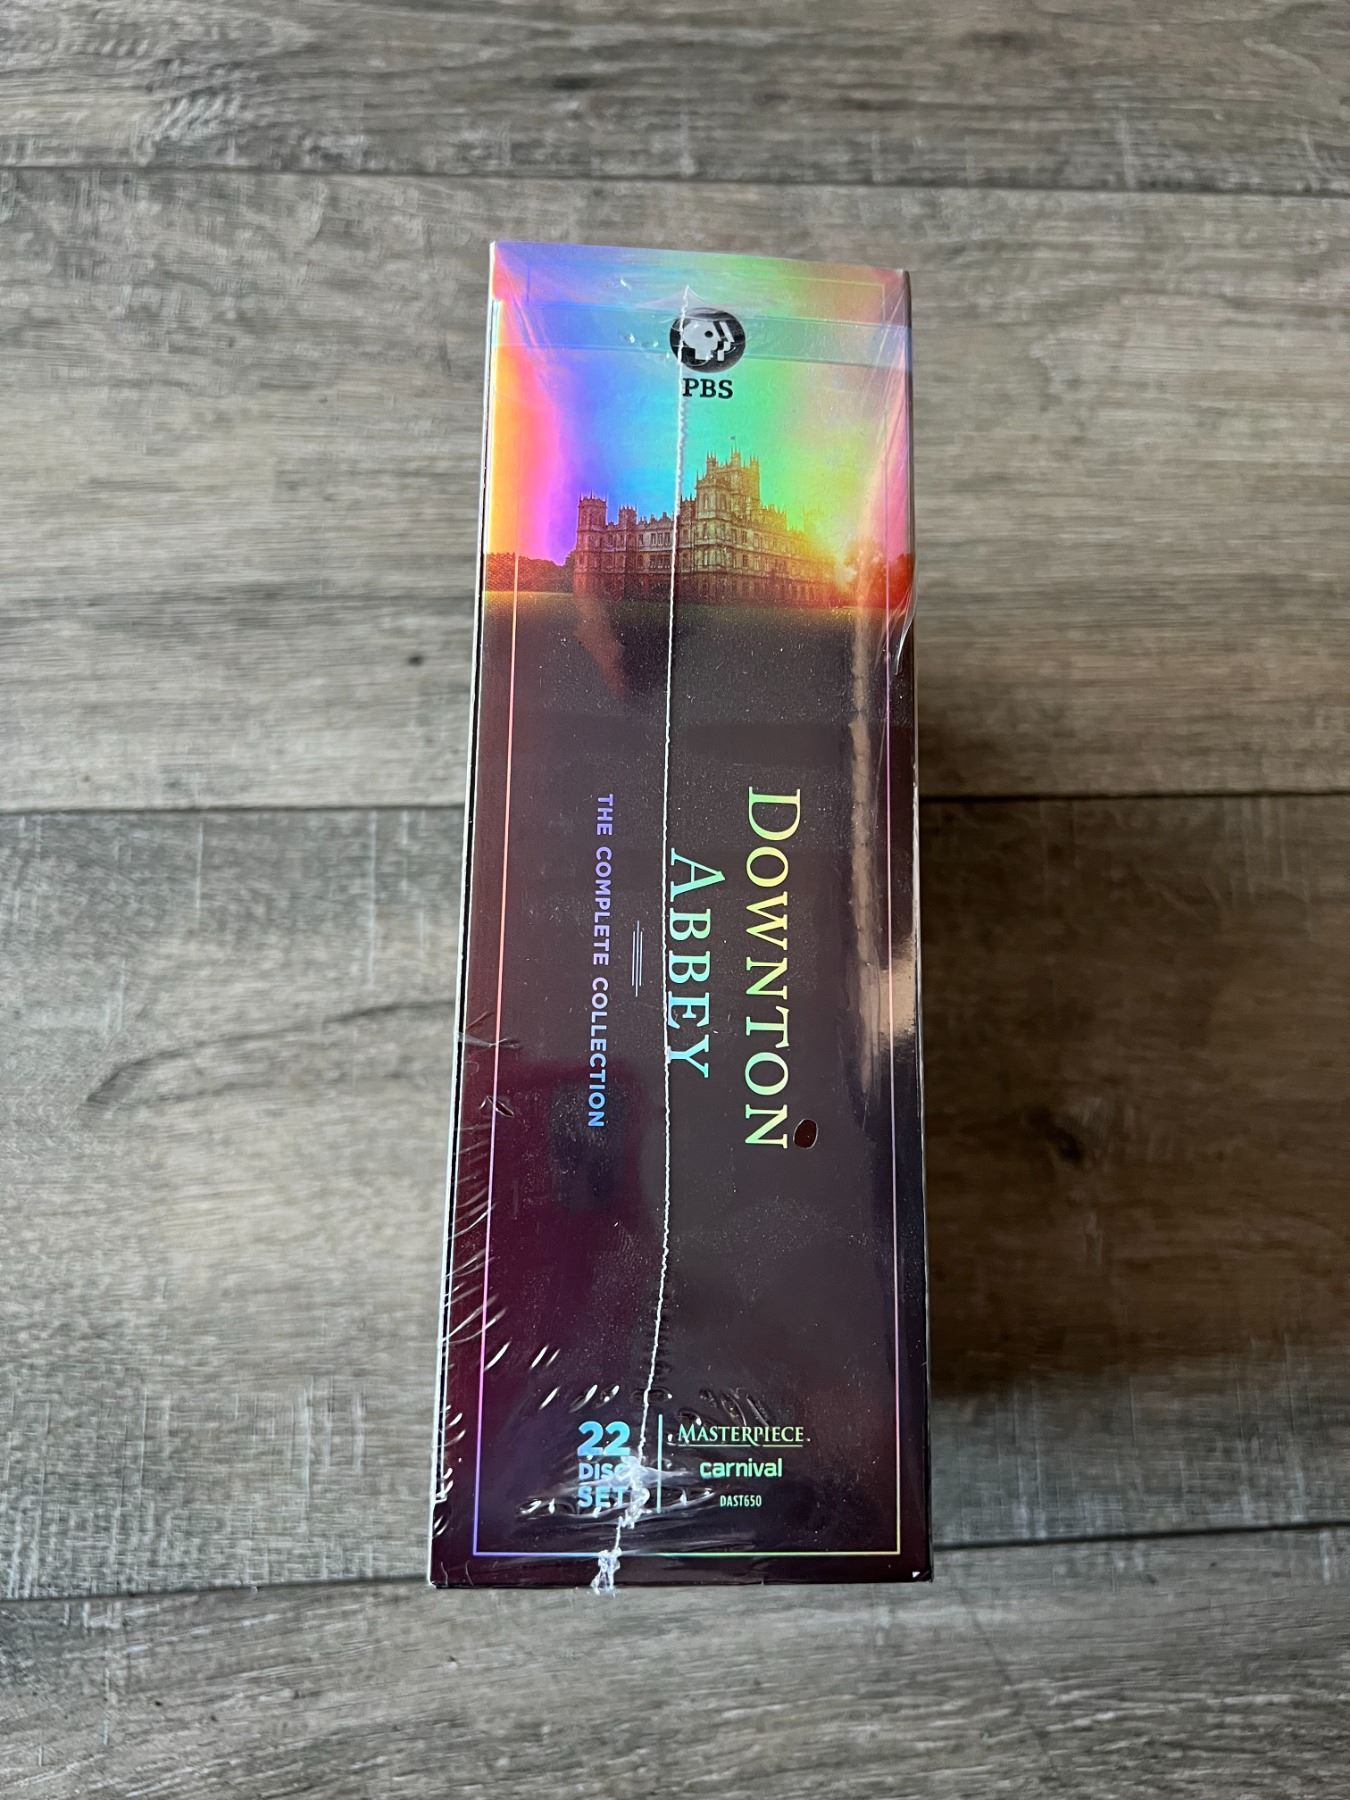 PBS
DOWNTON
ABBEY
THE COMPLETE COLLECTION
22
DISC
SET
MASTERPIECE.
carnival
DAST650